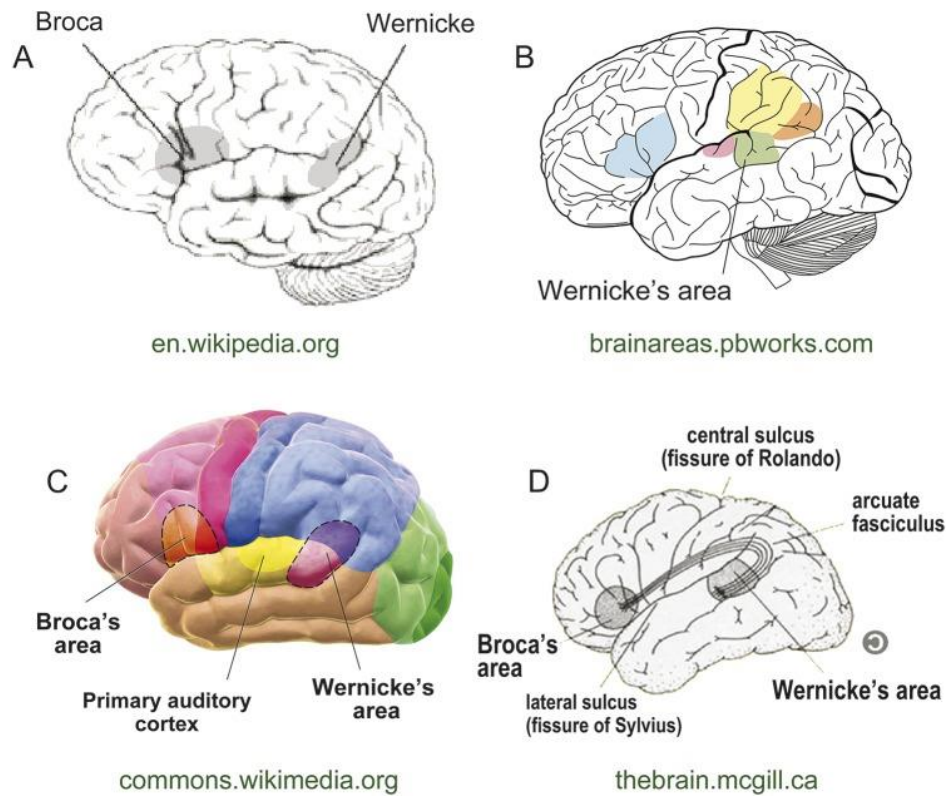 Broca
Wernicke
A
en.wikipedia.org
B
Wernicke's area
brainareas.pbworks.com
C
Broca's
area
Primary auditory
cortex
Wernicke's
area
commons.wikimedia.org
central sulcus
(fissure of Rolando)
D
arcuate
fasciculus
Broca's
area
lateral sulcus
(fissure of Sylvius)
Wernicke's area
thebrain.mcgill.ca